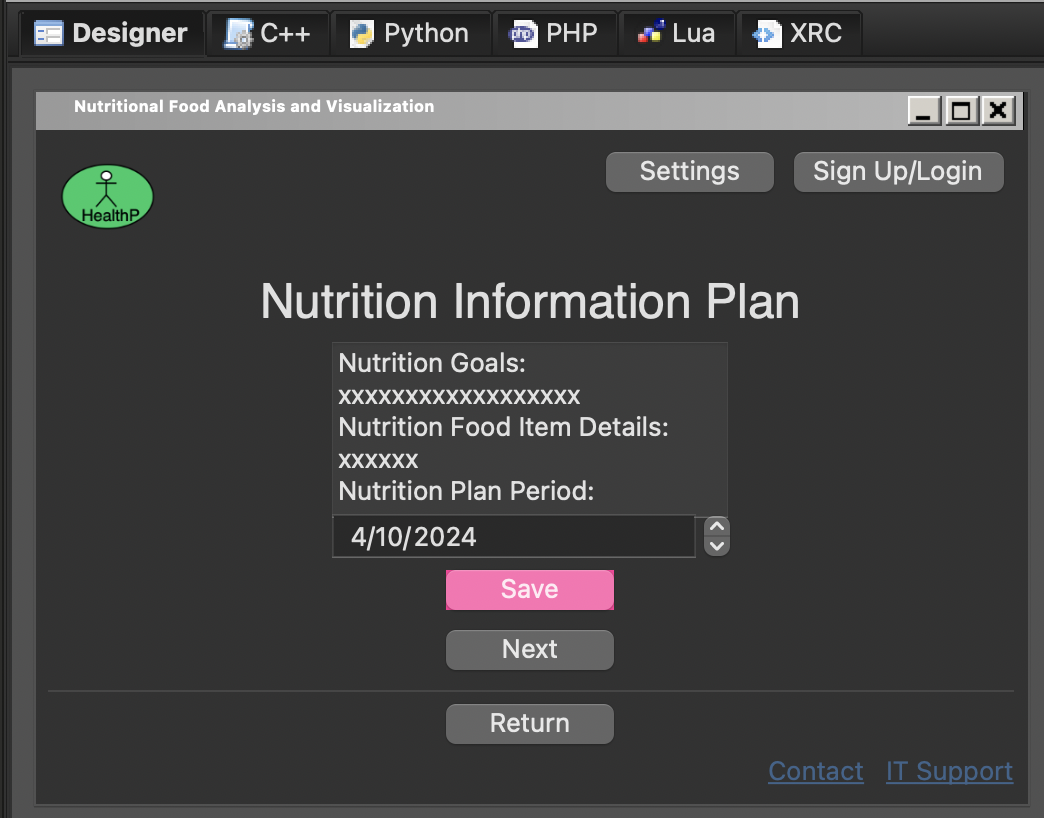 Designer C++ Python PHP Lua XRC
Nutritional Food Analysis and Visualization
Settings Sign Up/Login
HealthP
Nutrition Information Plan
Nutrition Goals:
xxxxxxxxxxxxxxxxxx
Nutrition Food Item Details:
xxxxxx
Nutrition Plan Period:
4/10/2024
Save
Next
Return
Contact IT Support